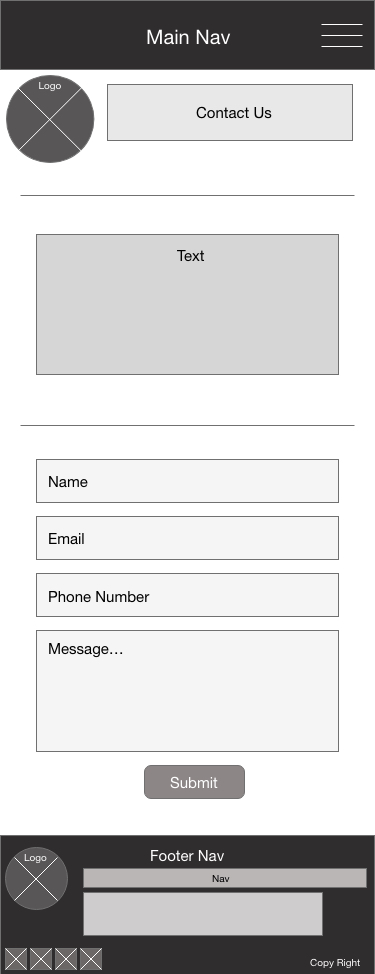 Main Nav
Logo
Contact Us
Text
Name
Email
Phone Number
Message…
Submit
Footer Nav
Logo
Nav
Copy Right